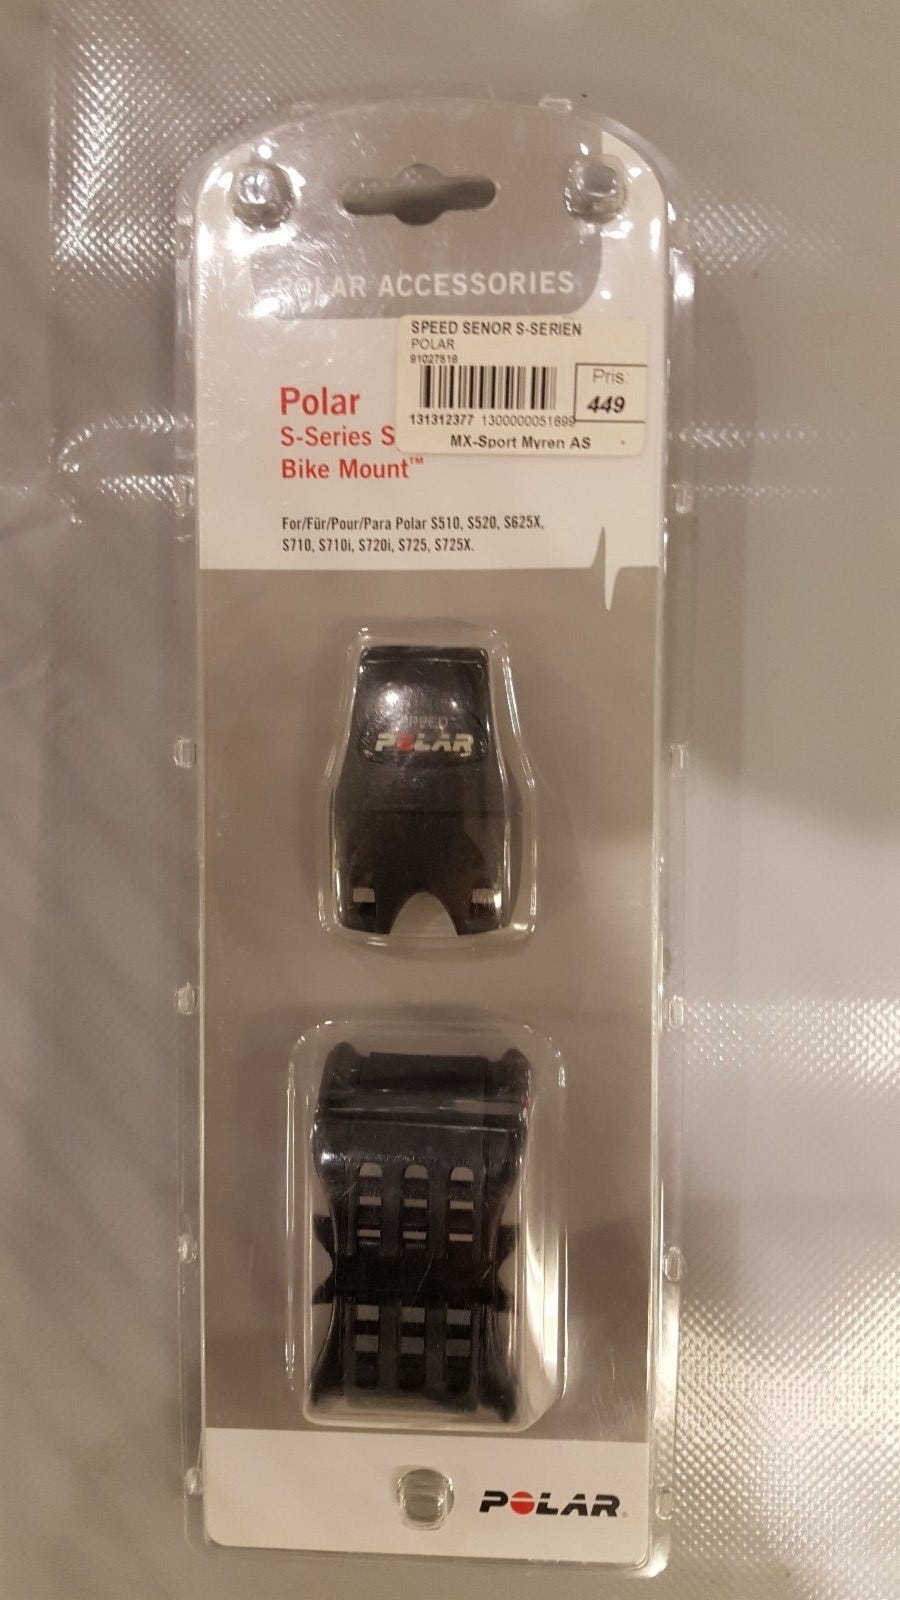 POLAR ACCESSORIES
SPEED SENOR S-SERIEN
POLAR
91027518
Pris:
449
131312377 1300000051699
MX-Sport Myren AS
Polar
S-Series S
Bike Mount™
For/Für/Pour/Para Polar S510, S520, S625X,
S710, S710i, S720i, S725, S725X.
SPEED
POLAR
POLAR®